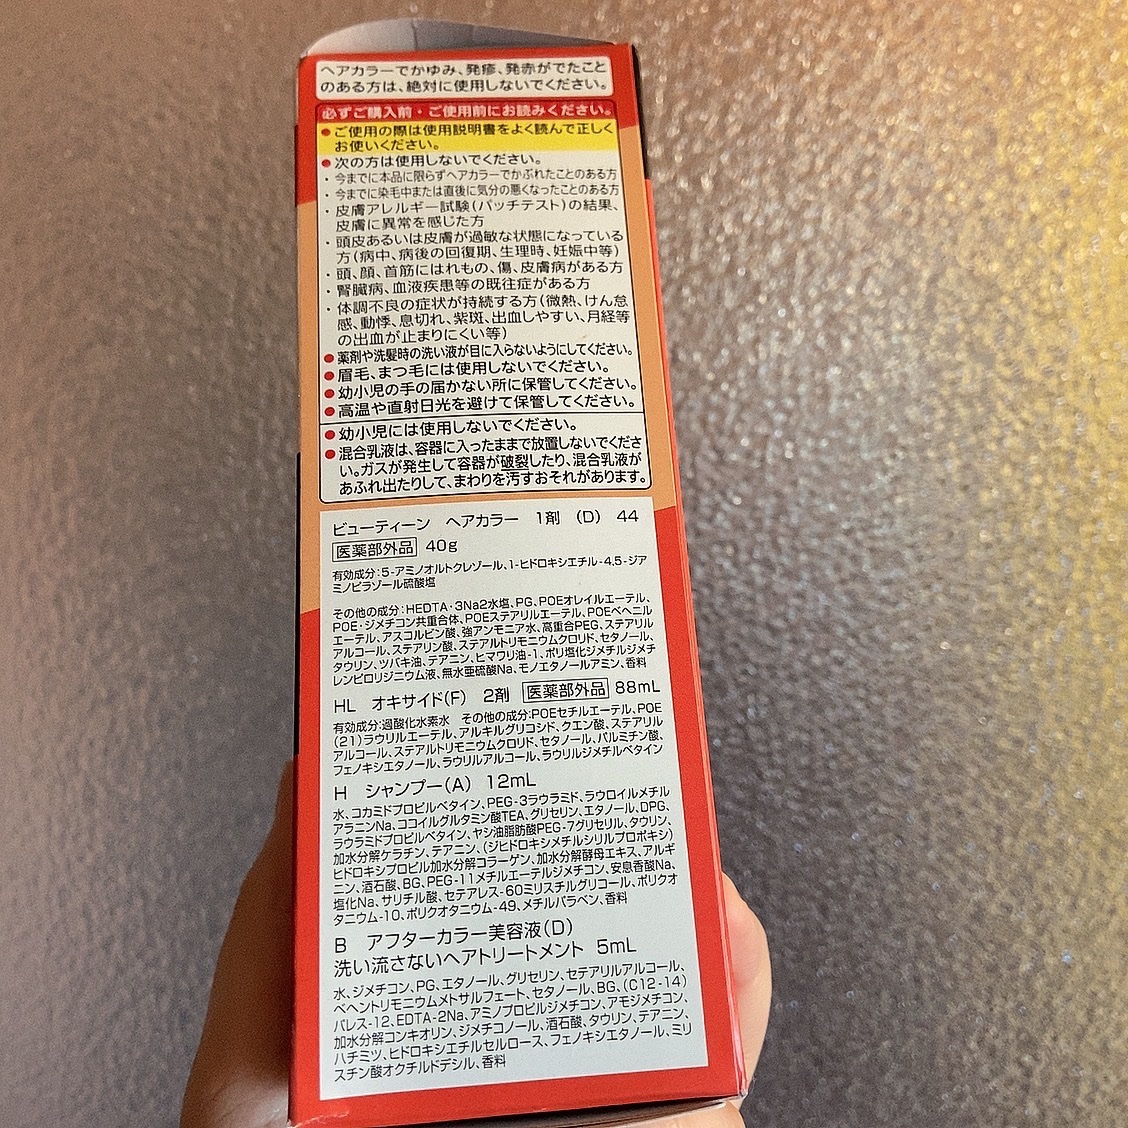 ヘアカラーでかゆみ、発疹、発赤がでたこと
のある方は、絶対に使用しないでください。
必ずご購入前・ご使用前にお読みください。
●ご使用の際は使用説明書をよく読んで正しく
お使いください。
●次の方は使用しないでください。
・今までに本品に限らずヘアカラーでかぶれたことのある方
・今までに染毛中または直後に気分の悪くなったことのある方
・皮膚アレルギー試験(パッチテスト)の結果、
皮膚に異常を感じた方
・頭皮あるいは皮膚が過敏な状態になっている
方(病中、病後の回復期、生理時、妊娠中等)
・頭、顔、首筋にはれもの、傷、皮膚病がある方
・腎臓病、血液疾患等の既往症がある方
・体調不良の症状が持続する方(微熱、けん怠
感、動悸、息切れ、紫斑、出血しやすい、月経等
の出血が止まりにくい等)
●薬剤や洗髪時の洗い液が目に入らないようにしてください。
●眉毛、まつ毛には使用しないでください。
●幼小児の手の届かない所に保管してください。
●高温や直射日光を避けて保管してください。
●幼小児には使用しないでください。
●混合乳液は、容器に入ったままで放置しないでくださ
い。ガスが発生して容器が破裂したり、混合乳液が
あふれ出たりして、まわりを汚すおそれがあります。
ビューティーン ヘアカラー 1剤 (D) 44
医薬部外品 40g
有効成分:5-アミノオルトクレゾール、1-ヒドロキシエチル-4,5-ジア
ミノピラゾール硫酸塩
その他の成分:HEDTA・3Na2水塩、PG、POEオレイルエーテル、
POE・ジメチコン共重合体、POEステアリルエーテル、POEベヘニル
エーテル、アスコルビン酸、強アンモニア水、高重合PEG、ステアリル
アルコール、ステアリン酸、ステアルトリモニウムクロリド、セタノール、
タウリン、ツバキ油、テアニン、ヒマワリ油-1、ポリ塩化ジメチルジメチ
レンピロリジニウム液、無水亜硫酸Na、モノエタノールアミン、香料
HL オキサイド(F) 2剤 医薬部外品 88mL
有効成分:過酸化水素水 その他の成分:POEセチルエーテル、POE
(21)ラウリルエーテル、アルキルグリコシド、クエン酸、ステアリル
アルコール、ステアルトリモニウムクロリド、セタノール、パルミチン酸、
フェノキシエタノール、ラウリルアルコール、ラウリルジメチルベタイン
H シャンプー(A) 12mL
水、コカミドプロピルベタイン、PEG-3ラウラミド、ラウロイルメチル
アラニンNa、ココイルグルタミン酸TEA、グリセリン、エタノール、DPG、
ラウラミドプロピルベタイン、ヤシ油脂肪酸PEG-7グリセリル、タウリン、
加水分解ケラチン、テアニン、(ジヒドロキシメチルシリルプロポキシ)
ヒドロキシプロピル加水分解コラーゲン、加水分解酵母エキス、アルギ
ニン、酒石酸、BG、PEG-11メチルエーテルジメチコン、安息香酸Na、
塩化Na、サリチル酸、セテアレス-60ミリスチルグリコール、ポリクオ
タニウム-10、ポリクオタニウム-49、メチルパラベン、香料
B アフターカラー美容液(D)
洗い流さないヘアトリートメント 5mL
水、ジメチコン、PG、エタノール、グリセリン、セテアリルアルコール、
ベヘントリモニウムメトサルフェート、セタノール、BG、(C12-14)
パレス-12、EDTA-2Na、アミノプロピルジメチコン、アモジメチコン、
加水分解コンキオリン、ジメチコノール、酒石酸、タウリン、テアニン、
ハチミツ、ヒドロキシエチルセルロース、フェノキシエタノール、ミリ
スチン酸オクチルドデシル、香料